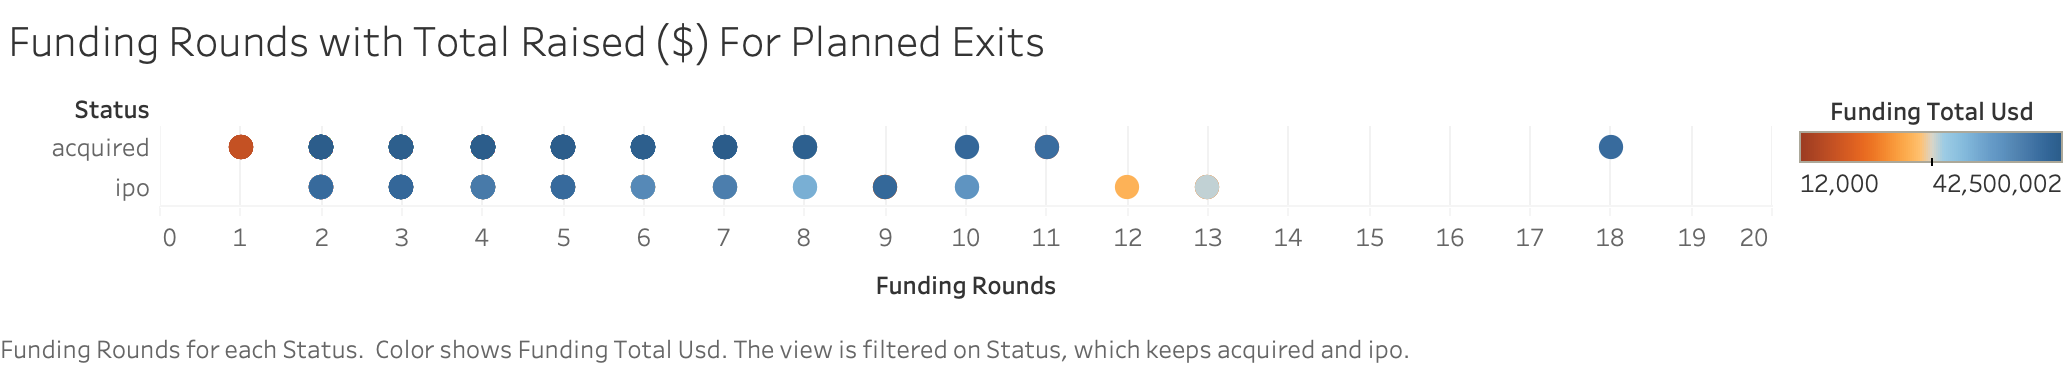 Funding Rounds with Total Raised ($) For Planned Exits
Status
acquired
ipo
0 1 2 3 4 5 6 7 8 9 10 11 12 13 14 15 16 17 18 19 20
Funding Rounds
Funding Total Usd
12,000 42,500,002
Funding Rounds for each Status.  Color shows Funding Total Usd. The view is filtered on Status, which keeps acquired and ipo.